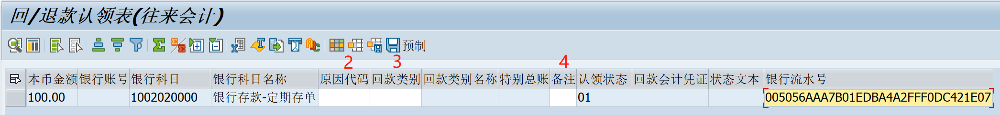 回/退款认领表(往来会计)
预制
2 3 4
本币金额 银行账号 银行科目 银行科目名称 原因代码 回款类别 回款类别名称 特别总账 备注 认领状态 回款会计凭证 状态文本 银行流水号
100.00 1002020000 银行存款-定期存单 01 005056AAA7B01EDBA4A2FFF0DC421E07